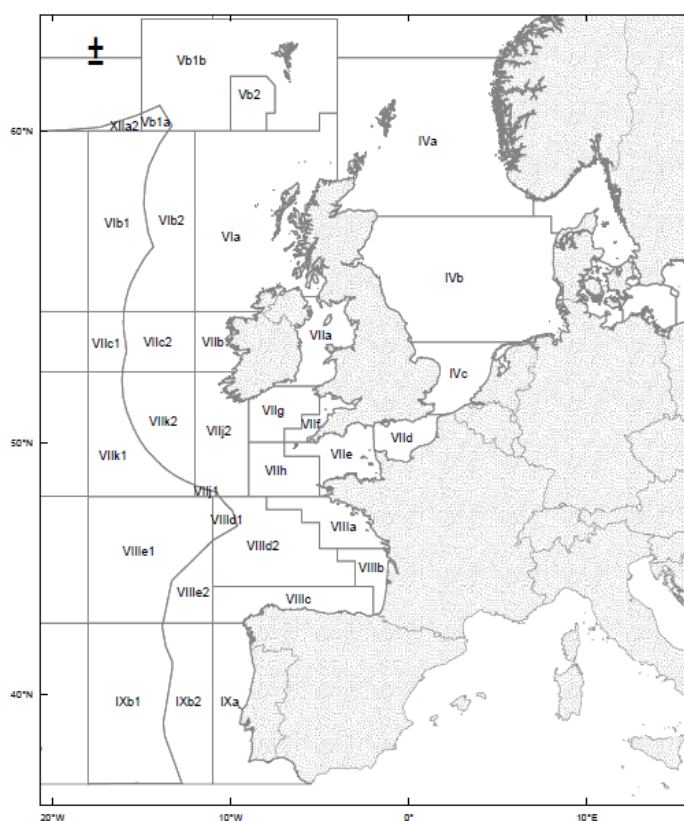 ±
Vb1b
Vb2
XIIa2 Vb1a
60°N
IVa
VIb1 VIb2
VIa
IVb
VIIc1 VIIc2 VIIb
VIIa
IVc
VIIk2 VIIj2
VIIg
VIIf
50°N
VIIk1
VIIh
VIIe
VIId
VIIj1
VIIId1
VIIIa
VIIIe1
VIIId2
VIIIb
VIIIe2
VIIIc
40°N
IXb1 IXb2 IXa
20°W 10°W 0° 10°E